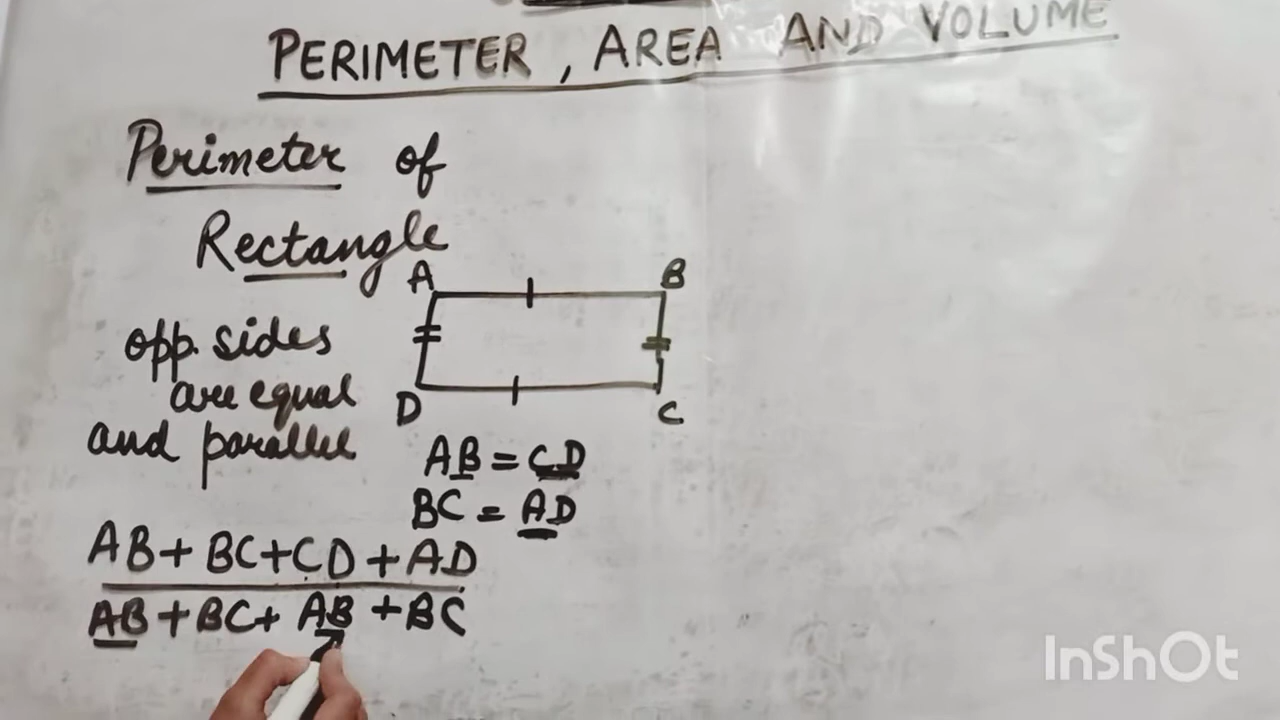 PERIMETER, AREA AND VOLUME
Perimeter of
Rectangle
A B
opp. sides
are equal
and parallel
D C
AB = CD
BC = AD
AB + BC + CD + AD
AB + BC + AB + BC
InShOt